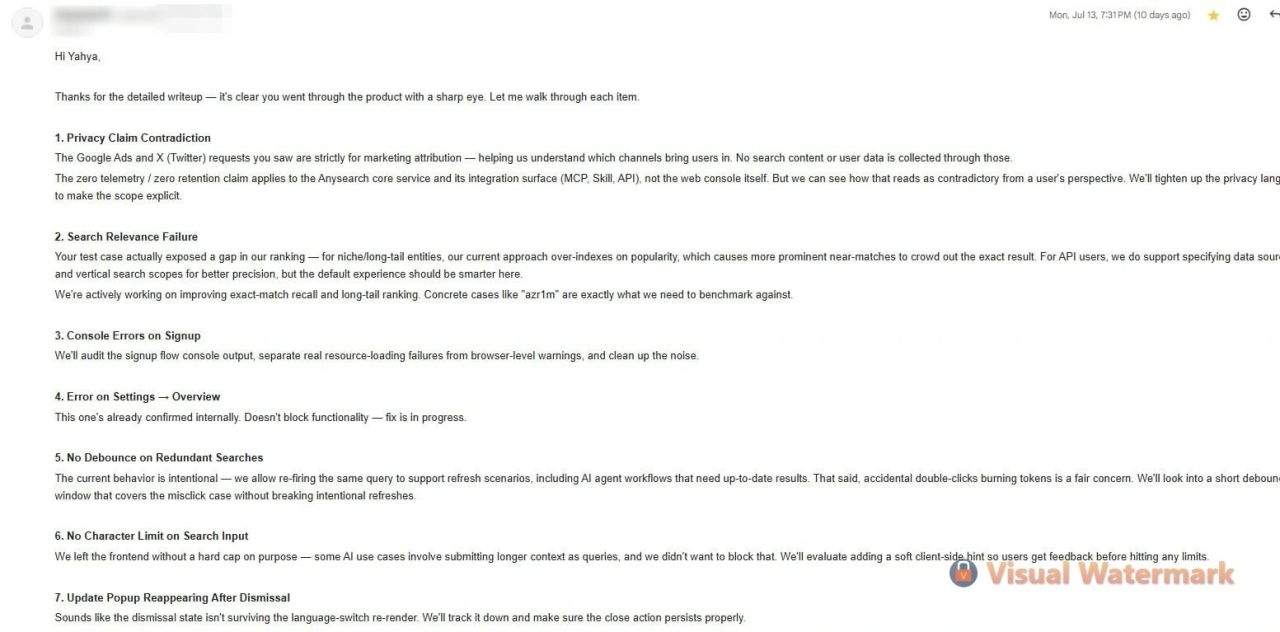 Mon, Jul 13, 7:31 PM (10 days ago)
Hi Yahya,
Thanks for the detailed writeup — it's clear you went through the product with a sharp eye. Let me walk through each item.
1. Privacy Claim Contradiction
The Google Ads and X (Twitter) requests you saw are strictly for marketing attribution — helping us understand which channels bring users in. No search content or user data is collected through those.
The zero telemetry / zero retention claim applies to the Anysearch core service and its integration surface (MCP, Skill, API), not the web console itself. But we can see how that reads as contradictory from a user's perspective. We'll tighten up the privacy lang
to make the scope explicit.
2. Search Relevance Failure
Your test case actually exposed a gap in our ranking — for niche/long-tail entities, our current approach over-indexes on popularity, which causes more prominent near-matches to crowd out the exact result. For API users, we do support specifying data sour
and vertical search scopes for better precision, but the default experience should be smarter here.
We're actively working on improving exact-match recall and long-tail ranking. Concrete cases like "azr1m" are exactly what we need to benchmark against.
3. Console Errors on Signup
We'll audit the signup flow console output, separate real resource-loading failures from browser-level warnings, and clean up the noise.
4. Error on Settings → Overview
This one's already confirmed internally. Doesn't block functionality — fix is in progress.
5. No Debounce on Redundant Searches
The current behavior is intentional — we allow re-firing the same query to support refresh scenarios, including AI agent workflows that need up-to-date results. That said, accidental double-clicks burning tokens is a fair concern. We'll look into a short deboun
window that covers the misclick case without breaking intentional refreshes.
6. No Character Limit on Search Input
We left the frontend without a hard cap on purpose — some AI use cases involve submitting longer context as queries, and we didn't want to block that. We'll evaluate adding a soft client-side hint so users get feedback before hitting any limits.
Visual Watermark
7. Update Popup Reappearing After Dismissal
Sounds like the dismissal state isn't surviving the language-switch re-render. We'll track it down and make sure the close action persists properly.